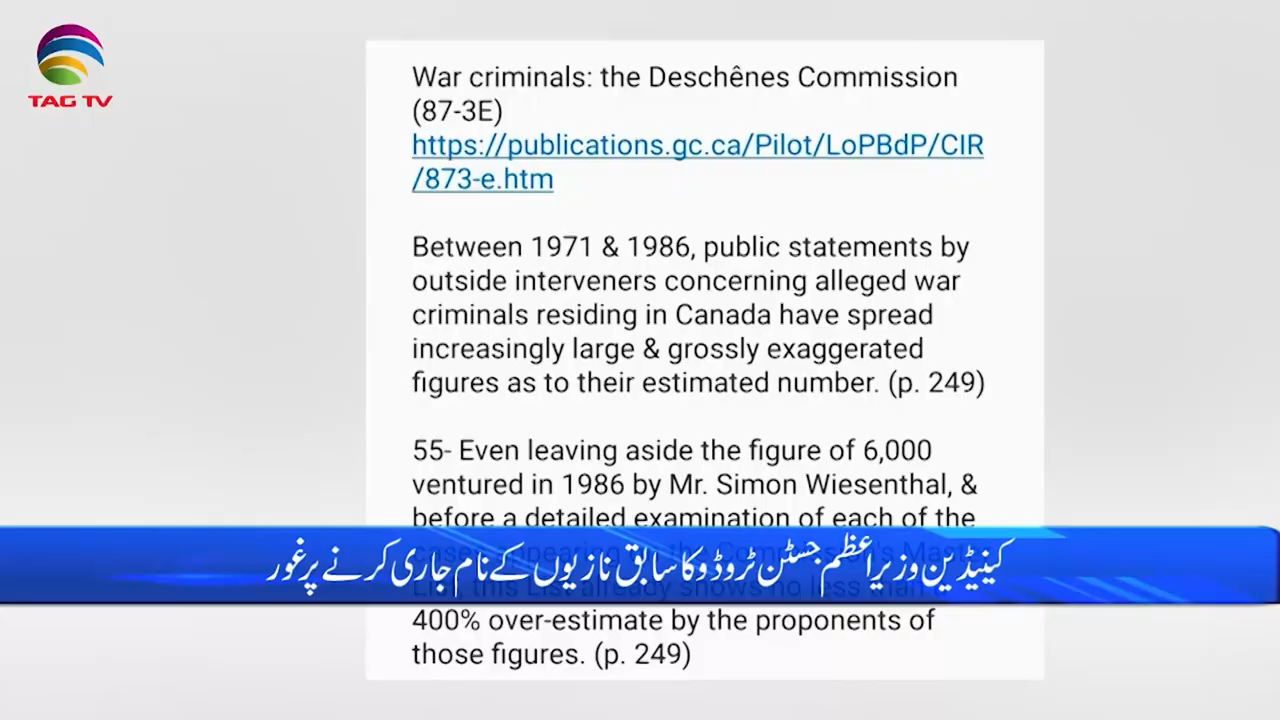 TAG TV
War criminals: the Deschênes Commission
(87-3E)
https://publications.gc.ca/Pilot/LoPBdP/CIR
/873-e.htm
Between 1971 & 1986, public statements by
outside interveners concerning alleged war
criminals residing in Canada have spread
increasingly large & grossly exaggerated
figures as to their estimated number. (p. 249)
55- Even leaving aside the figure of 6,000
ventured in 1986 by Mr. Simon Wiesenthal, &
before a detailed examination of each of the
کینیڈین وزیراعظم جسٹن ٹروڈو کا سابق نازیوں کے نام جاری کرنے پر غور
400% over-estimate by the proponents of
those figures. (p. 249)